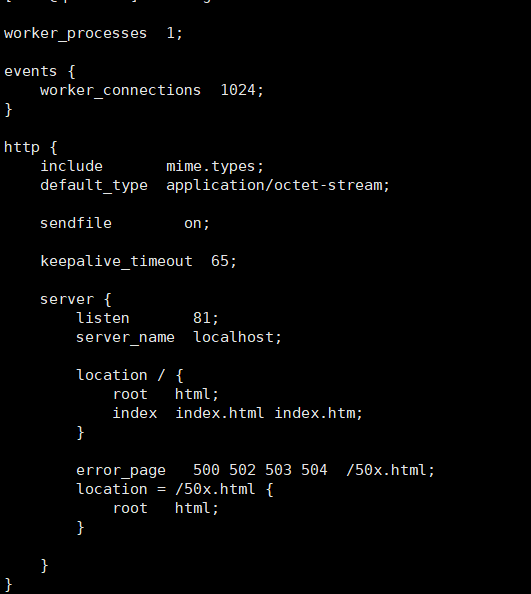 worker_processes  1;
events {
    worker_connections  1024;
}
http {
    include       mime.types;
    default_type  application/octet-stream;
    sendfile        on;
    keepalive_timeout  65;
    server {
        listen       81;
        server_name  localhost;
        location / {
            root   html;
            index  index.html index.htm;
        }
        error_page   500 502 503 504  /50x.html;
        location = /50x.html {
            root   html;
        }
    }
}